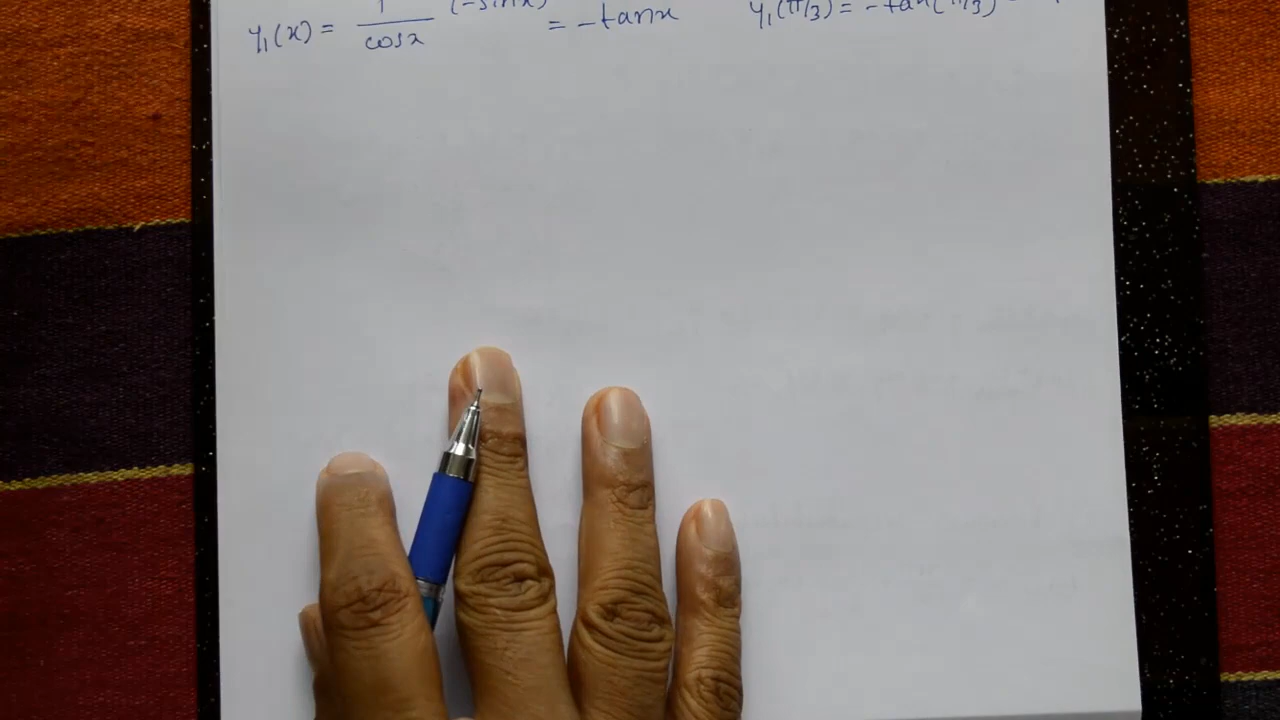 y₁(x) = 1/cosx (-sinx) = -tanx y₁(π/3) = -tan(π/3) =